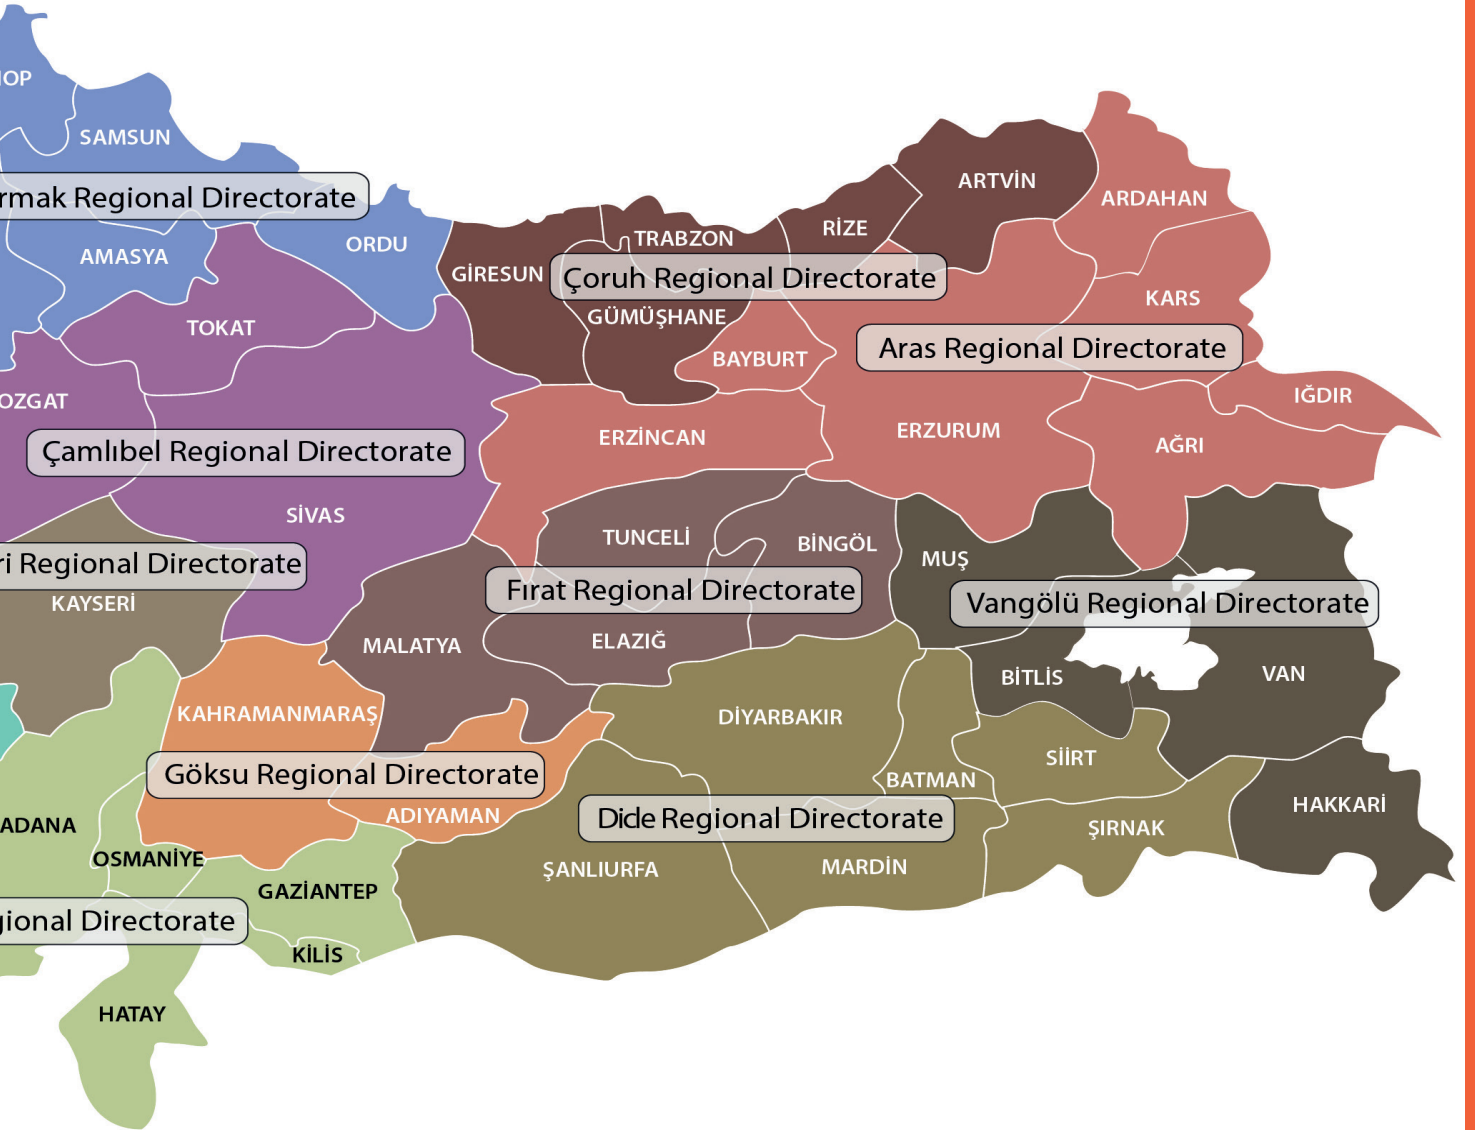 IOP
SAMSUN
rmak Regional Directorate
AMASYA
ORDU
TOKAT
OZGAT
Çamlıbel Regional Directorate
SİVAS
ri Regional Directorate
KAYSERİ
GİRESUN
TRABZON
RİZE
ARTVİN
ARDAHAN
Çoruh Regional Directorate
GÜMÜŞHANE
BAYBURT
KARS
Aras Regional Directorate
IĞDIR
ERZİNCAN
ERZURUM
AĞRI
TUNCELİ
BİNGÖL
MUŞ
Fırat Regional Directorate
Vangölü Regional Directorate
MALATYA
ELAZIĞ
BİTLİS
VAN
KAHRAMANMARAŞ
DİYARBAKIR
SİİRT
Göksu Regional Directorate
BATMAN
HAKKARİ
ADIYAMAN
Dicle Regional Directorate
ŞIRNAK
ADANA
OSMANİYE
ŞANLIURFA
MARDİN
GAZİANTEP
gional Directorate
KİLİS
HATAY